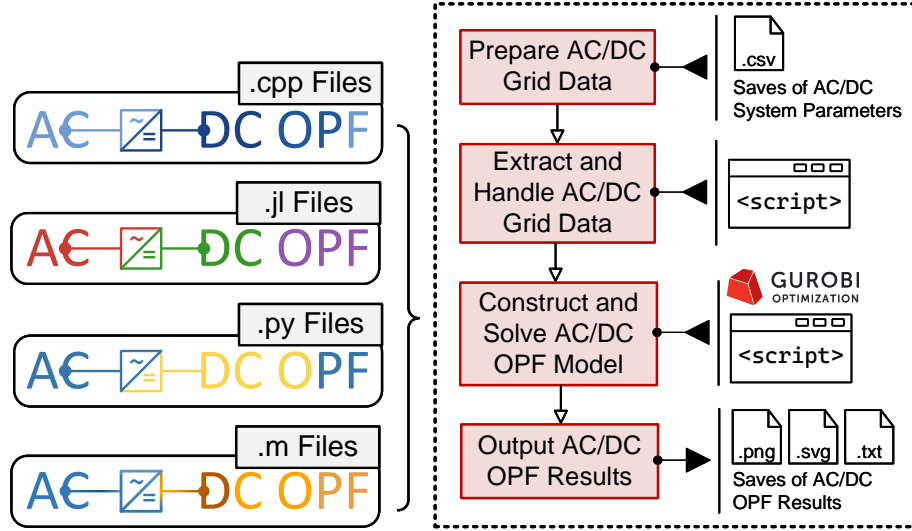 .cpp Files
AC ~ = DC OPF
.jl Files
AC ~ = DC OPF
.py Files
AC ~ = DC OPF
.m Files
AC ~ = DC OPF
Prepare AC/DC
Grid Data
.csv
Saves of AC/DC
System Parameters
Extract and
Handle AC/DC
Grid Data
<script>
Construct and
Solve AC/DC
OPF Model
GUROBI
OPTIMIZATION
<script>
Output AC/DC
OPF Results
.png .svg .txt
Saves of AC/DC
OPF Results